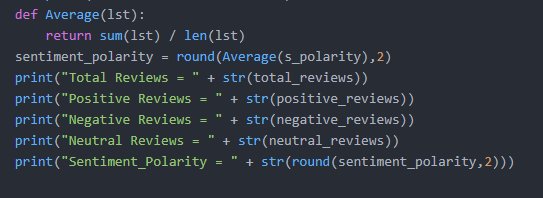 def Average(lst):
    return sum(lst) / len(lst)
sentiment_polarity = round(Average(s_polarity),2)
print("Total Reviews = " + str(total_reviews))
print("Positive Reviews = " + str(positive_reviews))
print("Negative Reviews = " + str(negative_reviews))
print("Neutral Reviews = " + str(neutral_reviews))
print("Sentiment_Polarity = " + str(round(sentiment_polarity,2)))